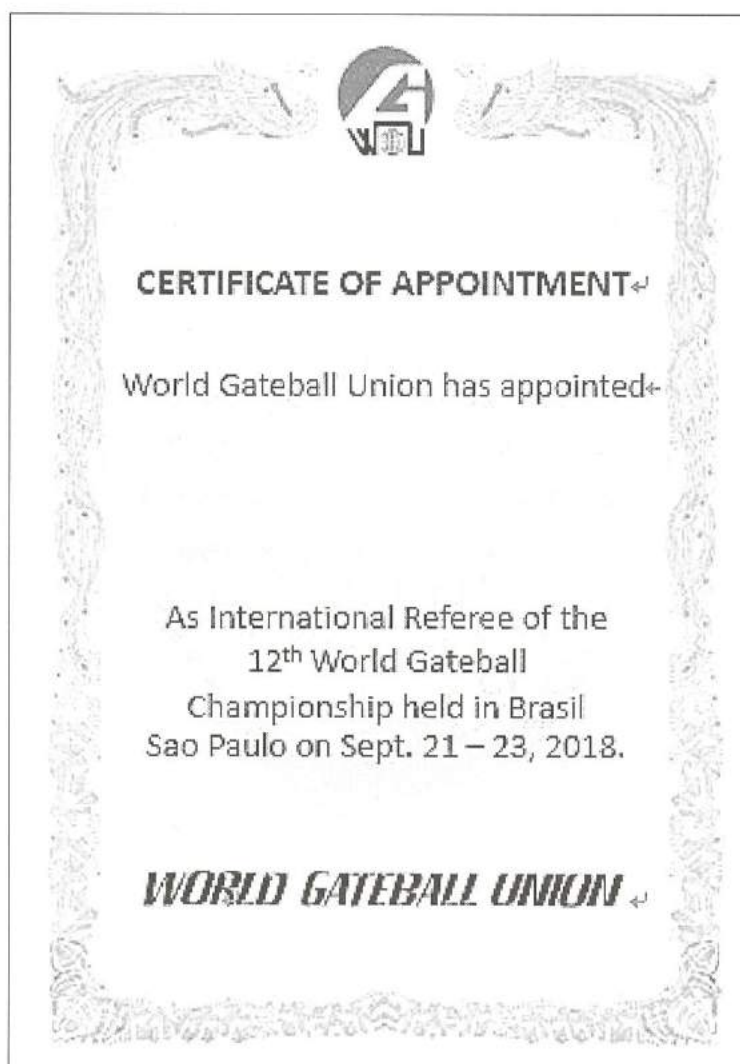 WGU
CERTIFICATE OF APPOINTMENT↵
World Gateball Union has appointed←
As International Referee of the
12th World Gateball
Championship held in Brasil
Sao Paulo on Sept. 21 – 23, 2018.
WORLD GATEBALL UNION ↵